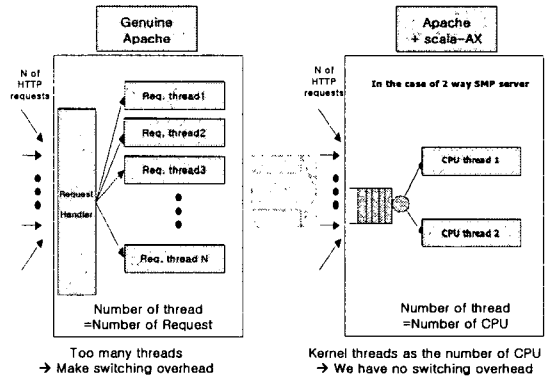 Genuine
Apache
N of
HTTP
requests
Req. thread1
Req. thread2
Req. thread3
Request
Handler
Req. thread N
Number of thread
=Number of Request
Too many threads
→ Make switching overhead
Apache
+ scala-AX
N of
HTTP
requests
In the case of 2 way SMP server
CPU thread 1
CPU thread 2
Number of thread
=Number of CPU
Kernel threads as the number of CPU
→ We have no switching overhead